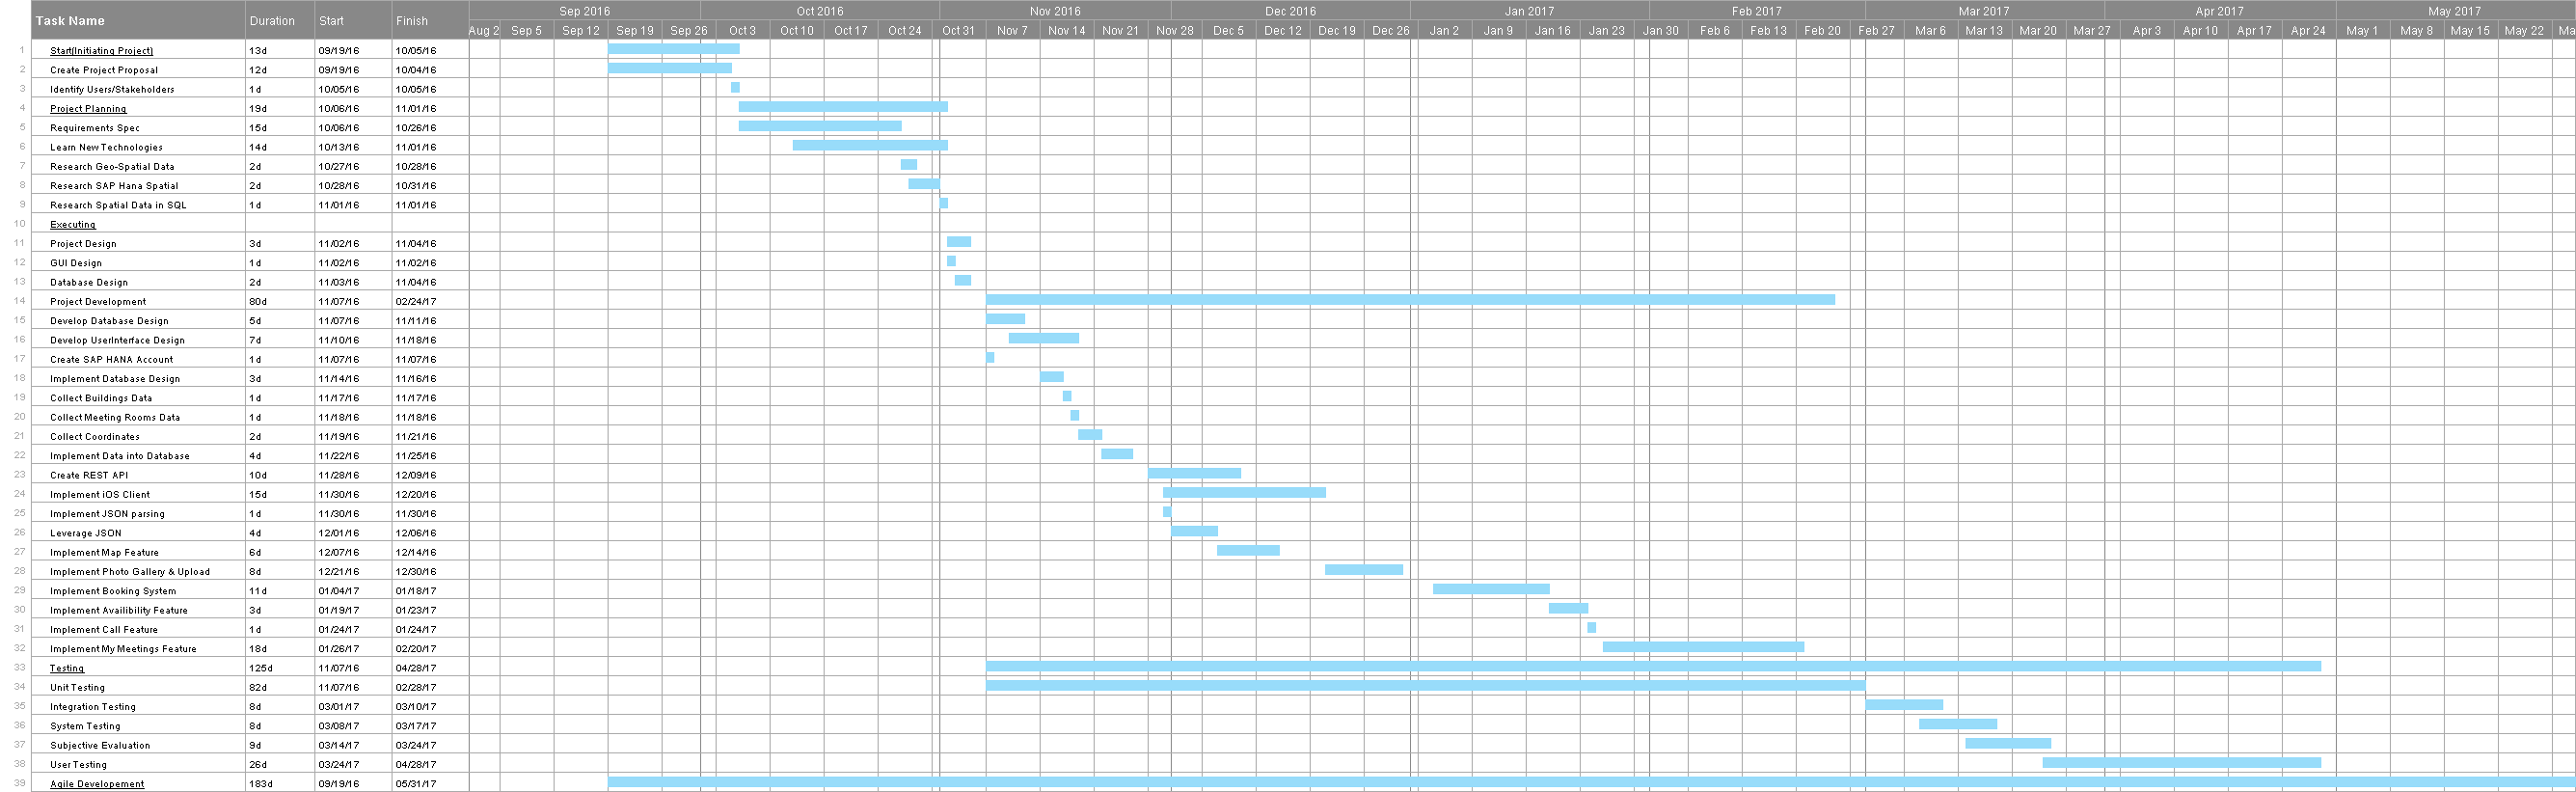 Task Name Duration Start Finish Sep 2016 Oct 2016 Nov 2016 Dec 2016 Jan 2017 Feb 2017 Mar 2017 Apr 2017 May 2017
Aug 2 Sep 5 Sep 12 Sep 19 Sep 26 Oct 3 Oct 10 Oct 17 Oct 24 Oct 31 Nov 7 Nov 14 Nov 21 Nov 28 Dec 5 Dec 12 Dec 19 Dec 26 Jan 2 Jan 9 Jan 16 Jan 23 Jan 30 Feb 6 Feb 13 Feb 20 Feb 27 Mar 6 Mar 13 Mar 20 Mar 27 Apr 3 Apr 10 Apr 17 Apr 24 May 1 May 8 May 15 May 22 Ma
1 Start(Initiating Project) 13d 09/19/16 10/05/16
2 Create Project Proposal 12d 09/19/16 10/04/16
3 Identify Users/Stakeholders 1d 10/05/16 10/05/16
4 Project Planning 19d 10/06/16 11/01/16
5 Requirements Spec 15d 10/06/16 10/26/16
6 Learn New Technologies 14d 10/13/16 11/01/16
7 Research Geo-Spatial Data 2d 10/27/16 10/28/16
8 Research SAP Hana Spatial 2d 10/28/16 10/31/16
9 Research Spatial Data in SQL 1d 11/01/16 11/01/16
10 Executing
11 Project Design 3d 11/02/16 11/04/16
12 GUI Design 1d 11/02/16 11/02/16
13 Database Design 2d 11/03/16 11/04/16
14 Project Development 80d 11/07/16 02/24/17
15 Develop Database Design 5d 11/07/16 11/11/16
16 Develop UserInterface Design 7d 11/10/16 11/18/16
17 Create SAP HANA Account 1d 11/07/16 11/07/16
18 Implement Database Design 3d 11/14/16 11/16/16
19 Collect Buildings Data 1d 11/17/16 11/17/16
20 Collect Meeting Rooms Data 1d 11/18/16 11/18/16
21 Collect Coordinates 2d 11/19/16 11/21/16
22 Implement Data into Database 4d 11/22/16 11/25/16
23 Create REST API 10d 11/28/16 12/09/16
24 Implement iOS Client 15d 11/30/16 12/20/16
25 Implement JSON parsing 1d 11/30/16 11/30/16
26 Leverage JSON 4d 12/01/16 12/06/16
27 Implement Map Feature 6d 12/07/16 12/14/16
28 Implement Photo Gallery & Upload 8d 12/21/16 12/30/16
29 Implement Booking System 11d 01/04/17 01/18/17
30 Implement Availibility Feature 3d 01/19/17 01/23/17
31 Implement Call Feature 1d 01/24/17 01/24/17
32 Implement My Meetings Feature 18d 01/26/17 02/20/17
33 Testing 125d 11/07/16 04/28/17
34 Unit Testing 82d 11/07/16 02/28/17
35 Integration Testing 8d 03/01/17 03/10/17
36 System Testing 8d 03/08/17 03/17/17
37 Subjective Evaluation 9d 03/14/17 03/24/17
38 User Testing 26d 03/24/17 04/28/17
39 Agile Developement 183d 09/19/16 05/31/17